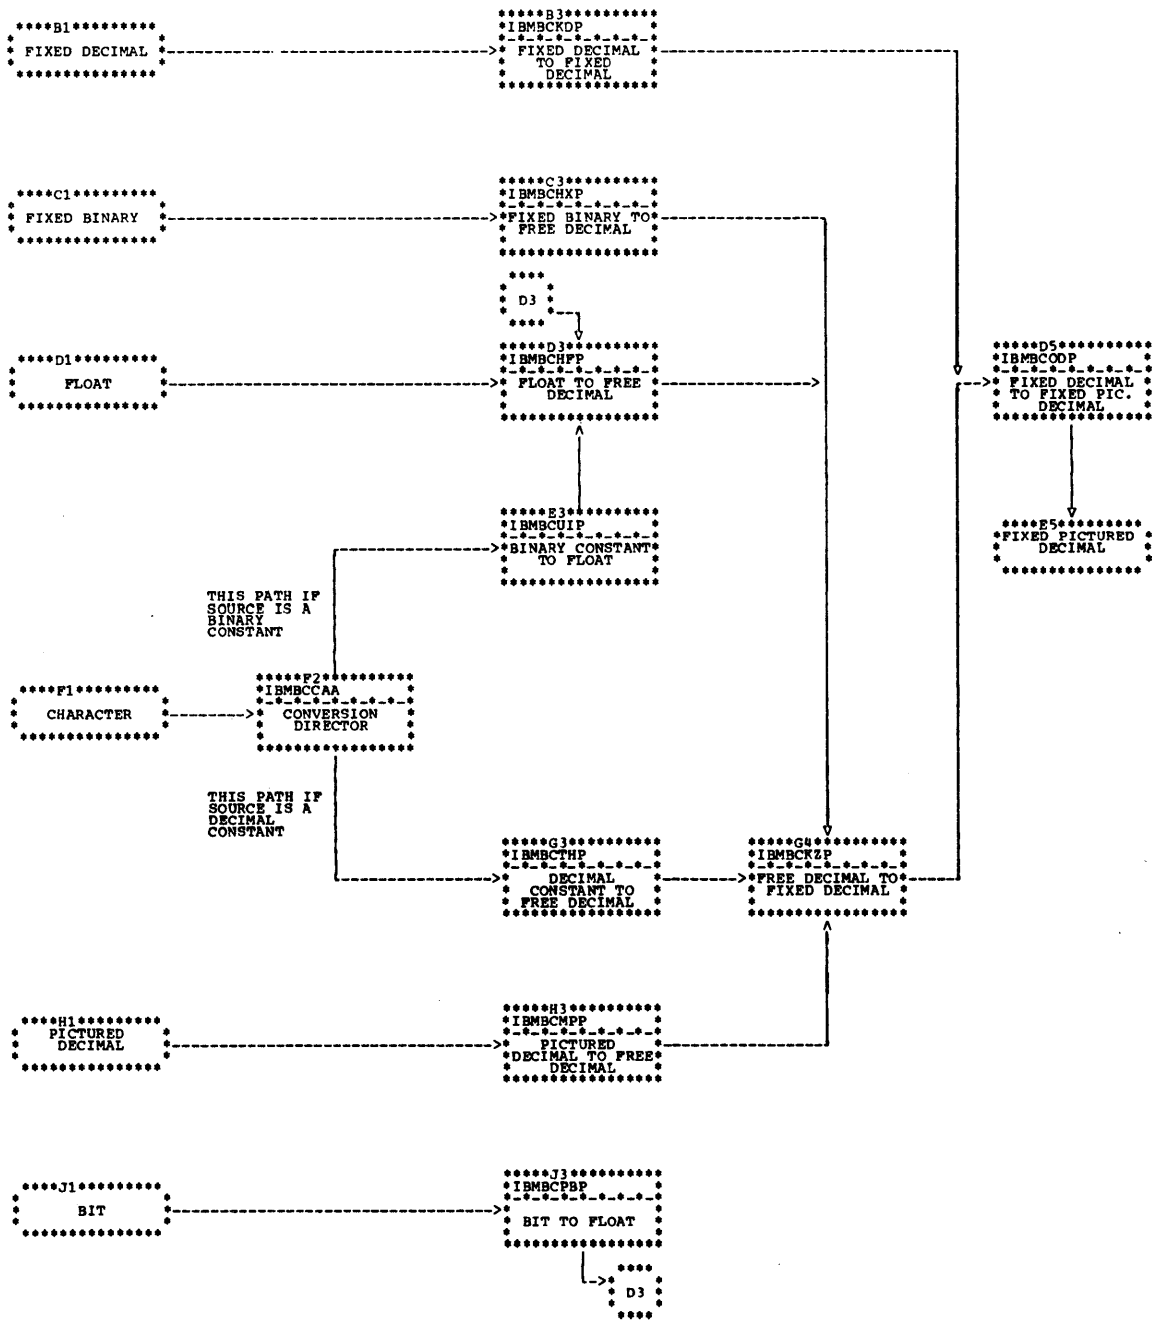 B1
FIXED DECIMAL
B3
IBMBCKDP
FIXED DECIMAL
TO FIXED
DECIMAL
C1
FIXED BINARY
C3
IBMBCHXP
FIXED BINARY TO
FREE DECIMAL
D3
D1
FLOAT
D3
IBMBCHFP
FLOAT TO FREE
DECIMAL
D5
IBMBCODP
FIXED DECIMAL
TO FIXED PIC.
DECIMAL
E3
IBMBCUIP
BINARY CONSTANT
TO FLOAT
E5
FIXED PICTURED
DECIMAL
THIS PATH IF
SOURCE IS A
BINARY
CONSTANT
F1
CHARACTER
F2
IBMBCCAA
CONVERSION
DIRECTOR
THIS PATH IF
SOURCE IS A
DECIMAL
CONSTANT
G3
IBMBCTHP
DECIMAL
CONSTANT TO
FREE DECIMAL
G4
IBMBCKZP
FREE DECIMAL TO
FIXED DECIMAL
H1
PICTURED
DECIMAL
H3
IBMBCMPP
PICTURED
DECIMAL TO FREE
DECIMAL
J1
BIT
J3
IBMBCPBP
BIT TO FLOAT
D3